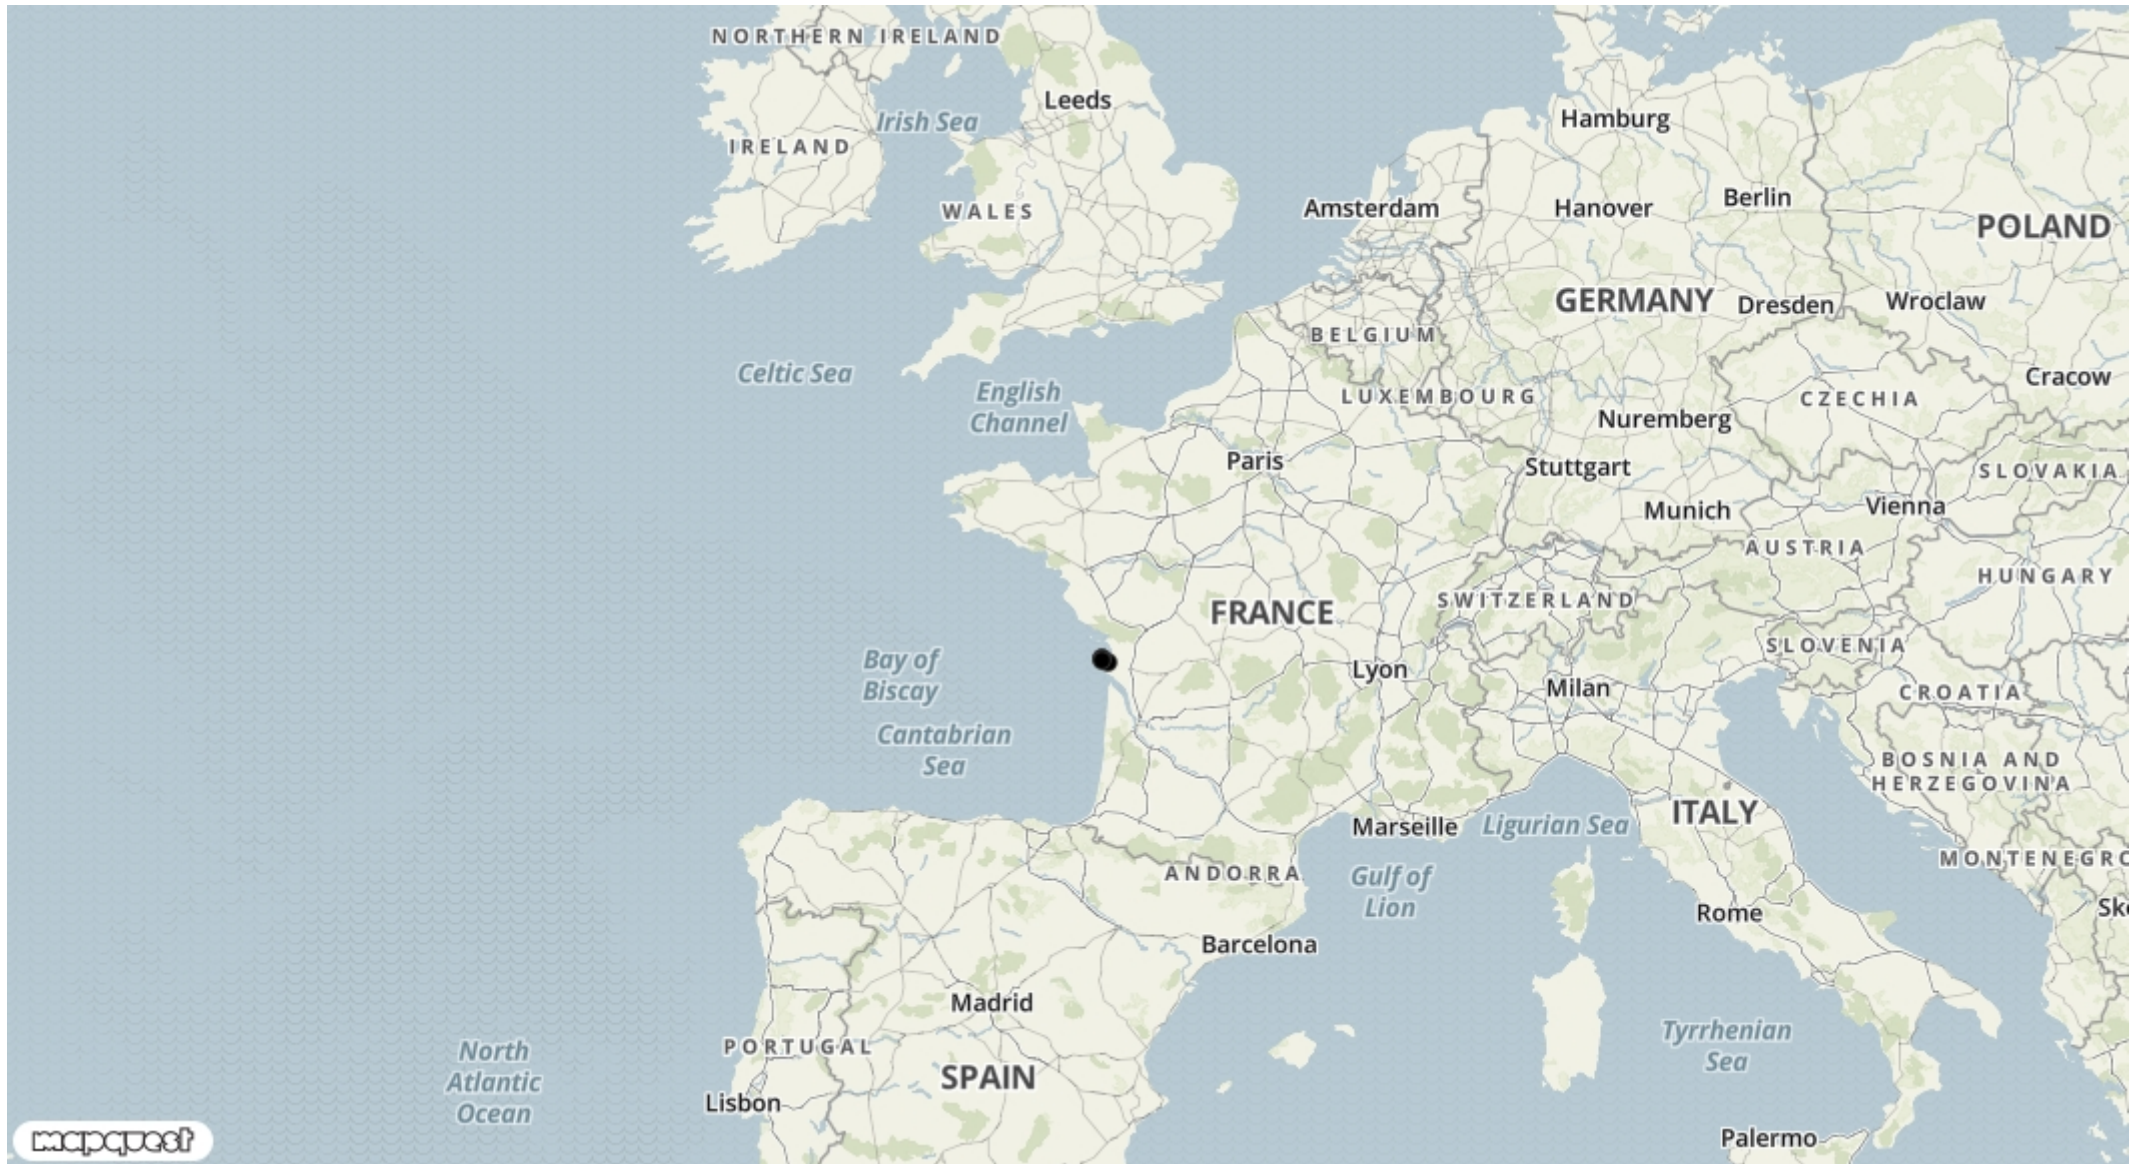 NORTHERN IRELAND
Leeds
Irish Sea
IRELAND
WALES
Hamburg
Amsterdam
Hanover
Berlin
POLAND
GERMANY
Dresden
Wroclaw
BELGIUM
Celtic Sea
English
Channel
LUXEMBOURG
Cracow
CZECHIA
Nuremberg
Paris
Stuttgart
SLOVAKIA
Munich
Vienna
AUSTRIA
HUNGARY
FRANCE
SWITZERLAND
SLOVENIA
Bay of
Biscay
Lyon
Milan
CROATIA
Cantabrian
Sea
BOSNIA AND
HERZEGOVINA
ITALY
Marseille
Ligurian Sea
MONTENEGRO
ANDORRA
Gulf of
Lion
Rome
Sk
Barcelona
Madrid
Tyrrhenian
Sea
PORTUGAL
North
Atlantic
Ocean
SPAIN
Lisbon
mapquest
Palermo